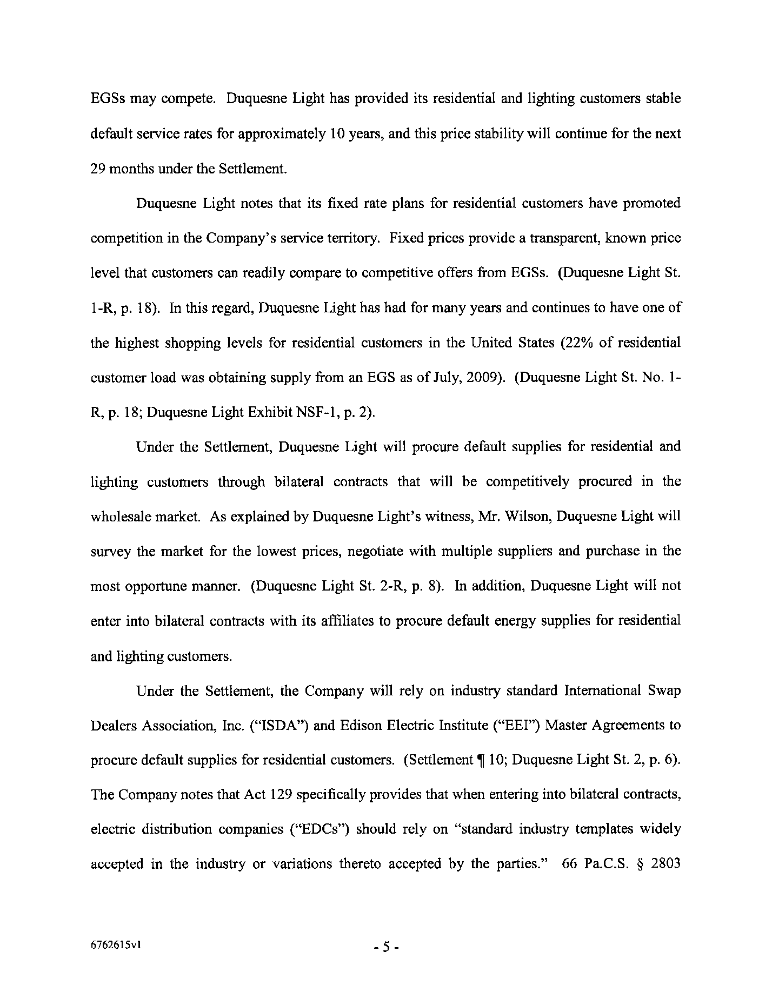 EGSs may compete. Duquesne Light has provided its residential and lighting customers stable
default service rates for approximately 10 years, and this price stability will continue for the next
29 months under the Settlement.
Duquesne Light notes that its fixed rate plans for residential customers have promoted
competition in the Company's service territory. Fixed prices provide a transparent, known price
level that customers can readily compare to competitive offers from EGSs. (Duquesne Light St.
1-R, p. 18). In this regard, Duquesne Light has had for many years and continues to have one of
the highest shopping levels for residential customers in the United States (22% of residential
customer load was obtaining supply from an EGS as of July, 2009). (Duquesne Light St. No. 1-
R, p. 18; Duquesne Light Exhibit NSF-1, p. 2).
Under the Settlement, Duquesne Light will procure default supplies for residential and
lighting customers through bilateral contracts that will be competitively procured in the
wholesale market. As explained by Duquesne Light's witness, Mr. Wilson, Duquesne Light will
survey the market for the lowest prices, negotiate with multiple suppliers and purchase in the
most opportune manner. (Duquesne Light St. 2-R, p. 8). In addition, Duquesne Light will not
enter into bilateral contracts with its affiliates to procure default energy supplies for residential
and lighting customers.
Under the Settlement, the Company will rely on industry standard International Swap
Dealers Association, Inc. ("ISDA") and Edison Electric Institute ("EEI") Master Agreements to
procure default supplies for residential customers. (Settlement ¶ 10; Duquesne Light St. 2, p. 6).
The Company notes that Act 129 specifically provides that when entering into bilateral contracts,
electric distribution companies ("EDCs") should rely on "standard industry templates widely
accepted in the industry or variations thereto accepted by the parties." 66 Pa.C.S. § 2803
6762615v1
- 5 -